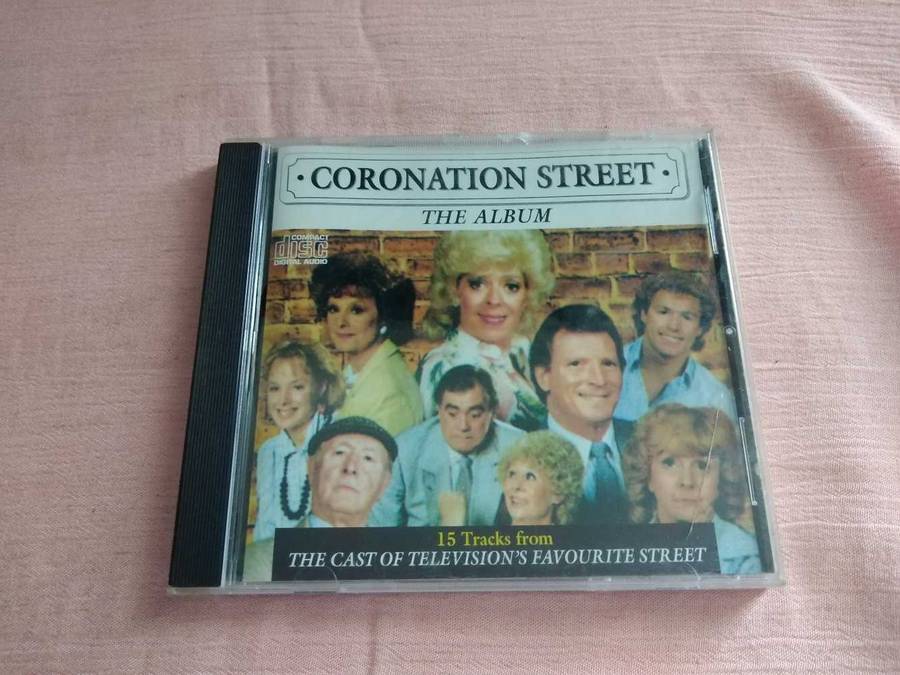 · CORONATION STREET ·
THE ALBUM
COMPACT
disc
DIGITAL AUDIO
15 Tracks from
THE CAST OF TELEVISION'S FAVOURITE STREET